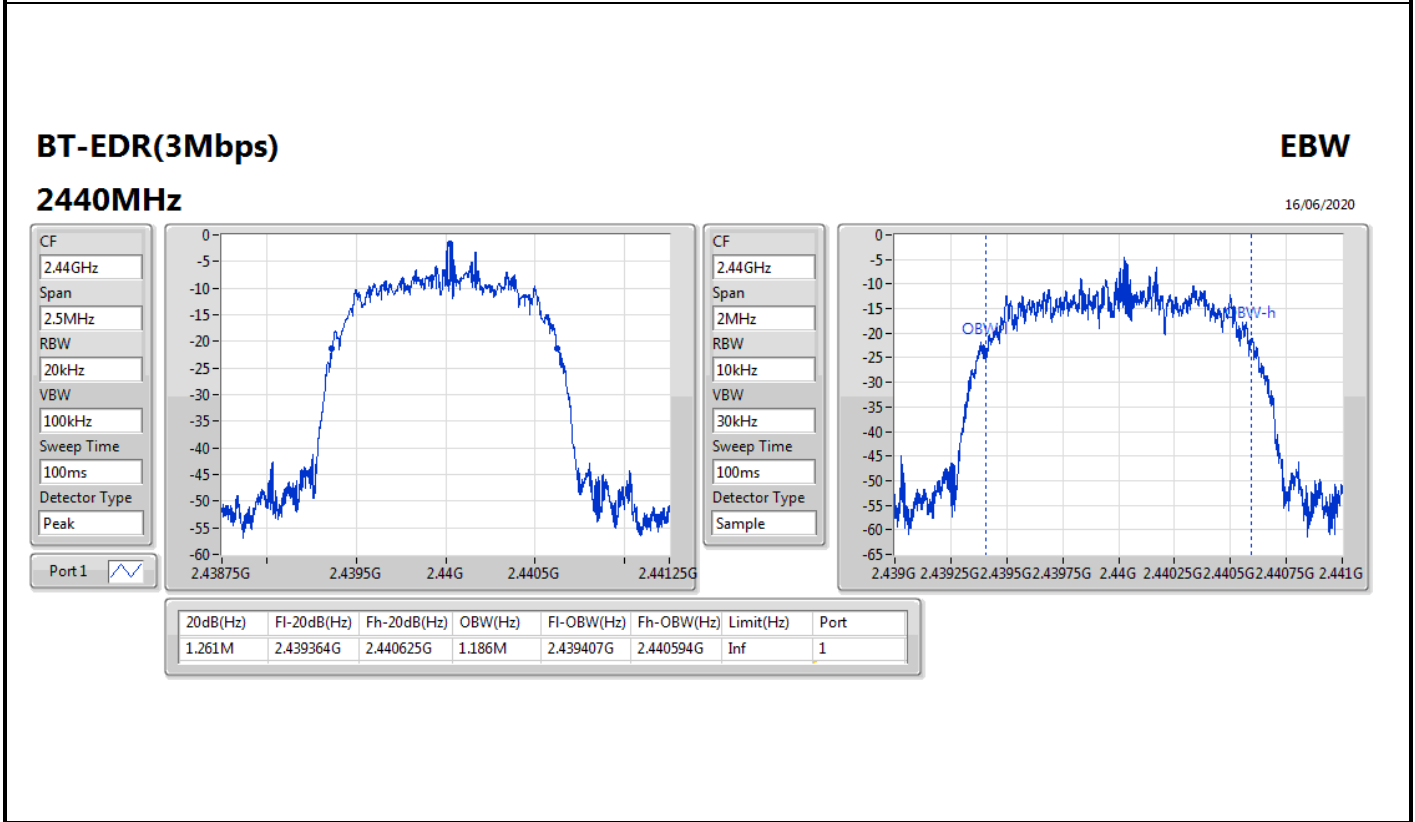 BT-EDR(3Mbps)
EBW
2440MHz
16/06/2020
CF
2.44GHz
Span
2.5MHz
RBW
20kHz
VBW
100kHz
Sweep Time
100ms
Detector Type
Peak
Port 1
0
-5
-10
-15
-20
-25
-30
-35
-40
-45
-50
-55
-60
2.43875G 2.4395G 2.44G 2.4405G 2.44125G
CF
2.44GHz
Span
2MHz
RBW
10kHz
VBW
30kHz
Sweep Time
100ms
Detector Type
Sample
0
-5
-10
-15
-20
-25
-30
-35
-40
-45
-50
-55
-60
-65
OBW-h
2.439G 2.43925G 2.4395G 2.43975G 2.44G 2.44025G 2.4405G 2.44075G 2.441G
20dB(Hz) Fl-20dB(Hz) Fh-20dB(Hz) OBW(Hz) Fl-OBW(Hz) Fh-OBW(Hz) Limit(Hz) Port
1.261M 2.439364G 2.440625G 1.186M 2.439407G 2.440594G Inf 1